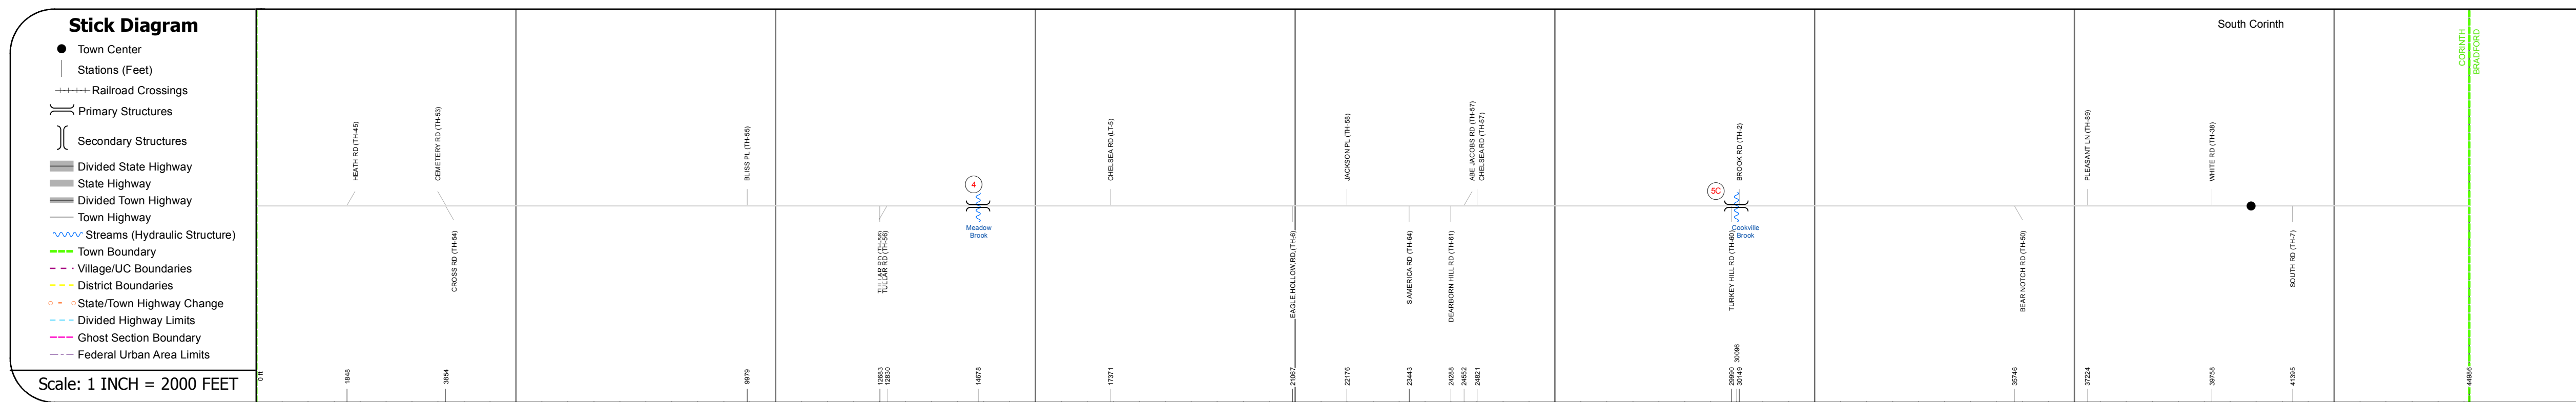 Stick Diagram
Town Center
Stations (Feet)
Railroad Crossings
Primary Structures
Secondary Structures
Divided State Highway
State Highway
Divided Town Highway
Town Highway
Streams (Hydraulic Structure)
Town Boundary
Village/UC Boundaries
District Boundaries
State/Town Highway Change
Divided Highway Limits
Ghost Section Boundary
Federal Urban Area Limits
Scale: 1 INCH = 2000 FEET
South Corinth
CORINTH
BRADFORD
HEATH RD (TH-45)
CEMETERY RD (TH-53)
CROSS RD (TH-54)
BLISS PL (TH-55)
TULLAR RD (TH-56)
TULLAR RD (TH-56)
4
Meadow
Brook
CHELSEA RD (LT-5)
EAGLE HOLLOW RD (TH-6)
JACKSON PL (TH-58)
S AMERICA RD (TH-64)
DEARBORN HILL RD (TH-61)
ABE JACOBS RD (TH-57)
CHELSEA RD (TH-57)
5C
TURKEY HILL RD (TH-60)
BROOK RD (TH-2)
Cookville
Brook
BEAR NOTCH RD (TH-50)
PLEASANT LN (TH-89)
WHITE RD (TH-38)
SOUTH RD (TH-7)
0 ft
1848
3854
9979
12683
12830
14678
17371
21067
22176
23443
24288
24552
24821
29990
30096
30149
35746
37224
39758
41395
44986